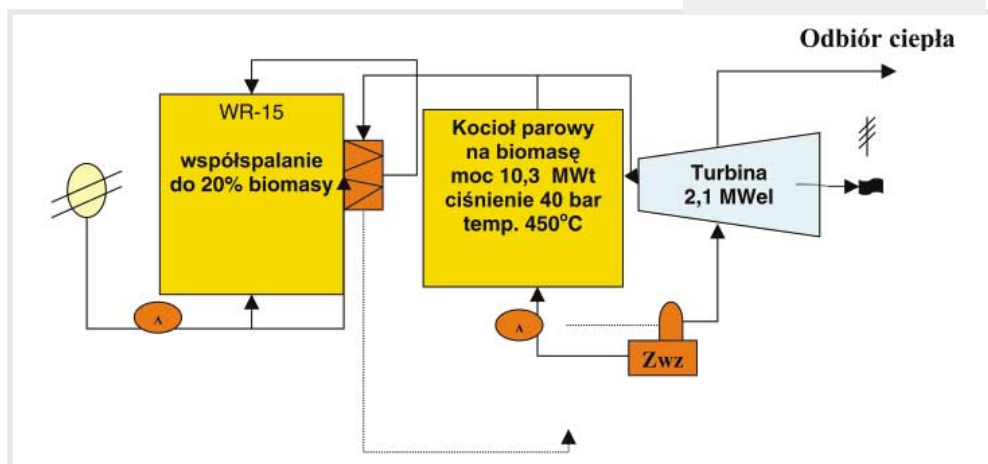 Odbiór ciepła
WR-15
współspalanie
do 20% biomasy
Kocioł parowy
na biomasę
moc 10,3 MWt
ciśnienie 40 bar
temp. 450°C
Turbina
2,1 MWel
Zwz